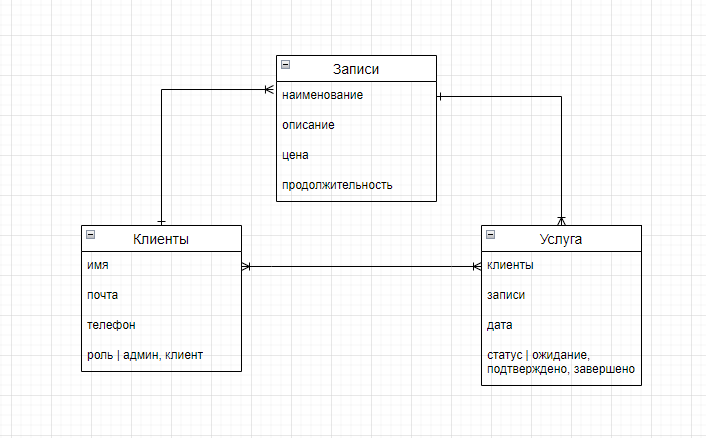 Записи
наименование
описание
цена
продолжительность
Клиенты
имя
почта
телефон
роль | админ, клиент
Услуга
клиенты
записи
дата
статус | ожидание,
подтверждено, завершено